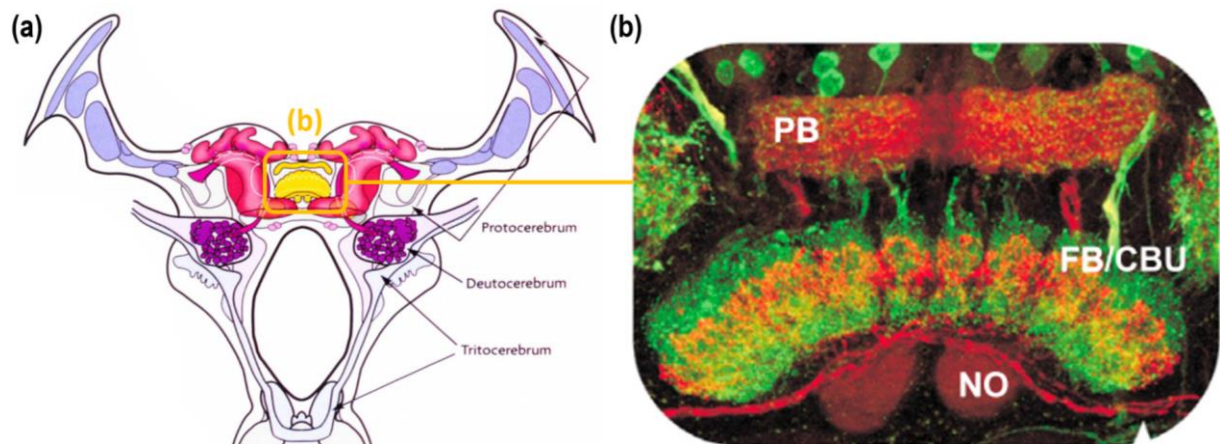 (a)
(b)
Protocerebrum
Deutocerebrum
Tritocerebrum
(b)
PB
FB/CBU
NO